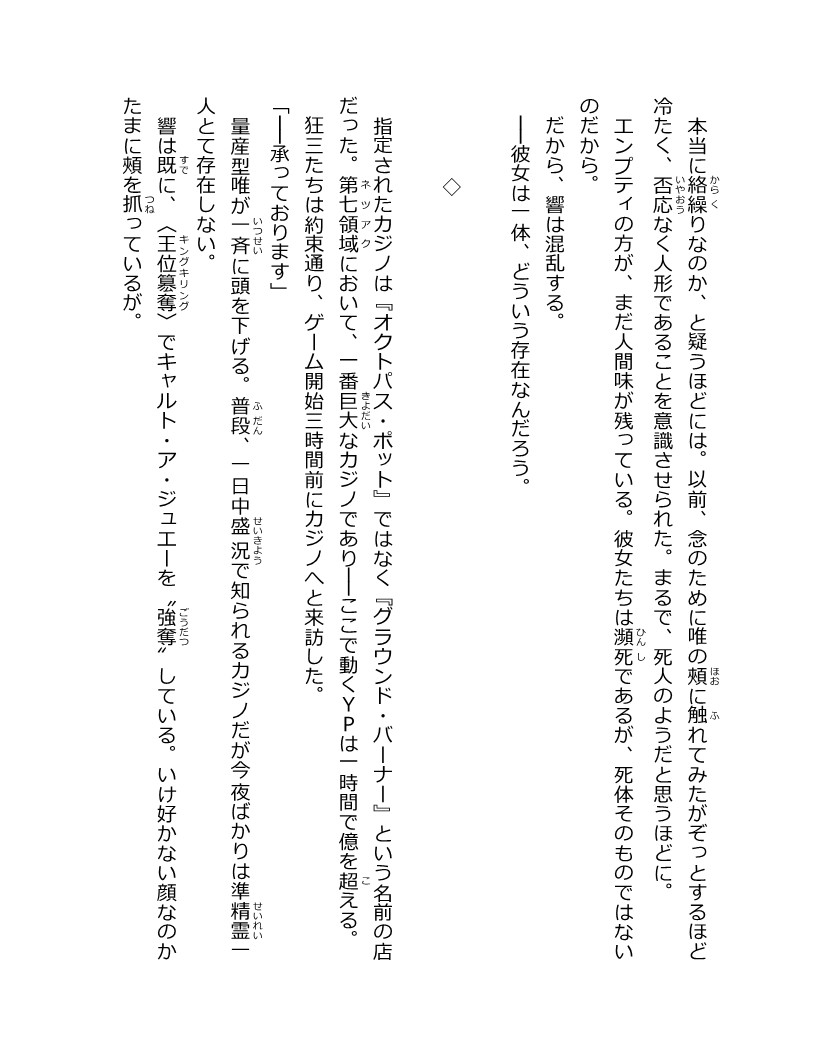 本当に絡繰りなのか、と疑うほどには。以前、念のために唯の頰に触れてみたがぞっとするほど
冷たく、否応なく人形であることを意識させられた。まるで、死人のようだと思うほどに。
エンプティの方が、まだ人間味が残っている。彼女たちは瀕死であるが、死体そのものではない
のだから。
だから、響は混乱する。
──彼女は一体、どういう存在なんだろう。
◇
指定されたカジノは『オクトパス・ポット』ではなく『グラウンド・バーナー』という名前の店
だった。第七領域において、一番巨大なカジノであり──ここで動くＹＰは一時間で億を超える。
狂三たちは約束通り、ゲーム開始三時間前にカジノへと来訪した。
「──承っております」
量産型唯が一斉に頭を下げる。普段、一日中盛況で知られるカジノだが今夜ばかりは準精霊一
人とて存在しない。
響は既に、〈王位簒奪〉でキャルト・ア・ジュエーを〝強奪〟している。いけ好かない顔なのか
たまに頰を抓っているが。